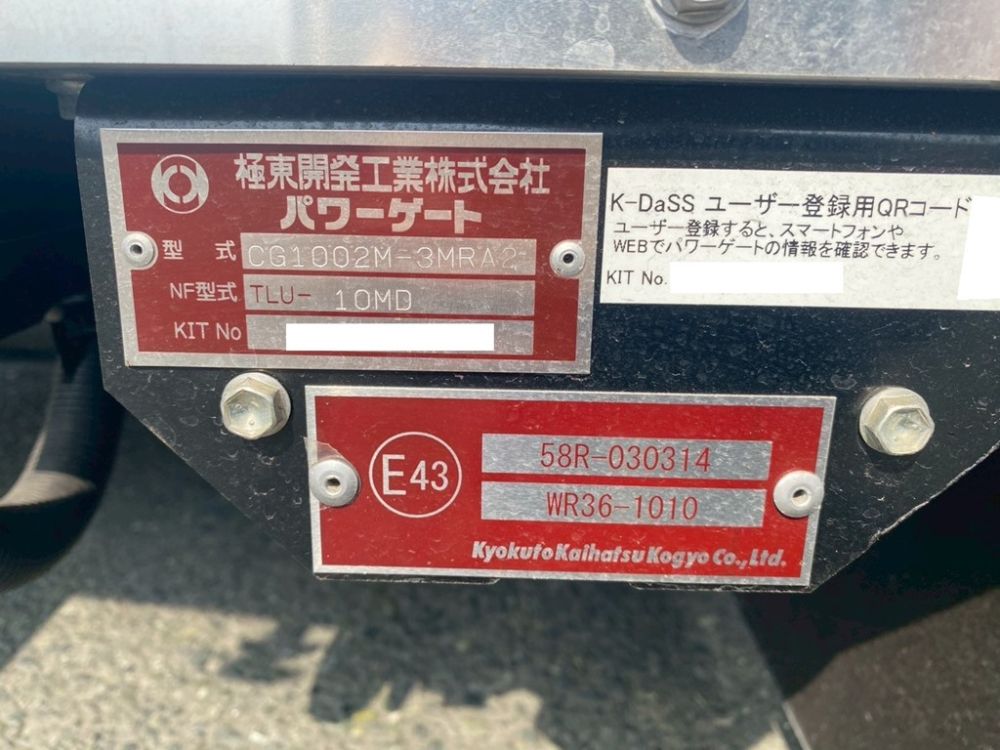 極東開発工業株式会社
パワーゲート
型 式 CG1002M-3MRA2
NF型式 TLU- 10MD
KIT No
K-DaSS ユーザー登録用QRコード
ユーザー登録すると、スマートフォンや
WEBでパワーゲートの情報を確認できます。
KIT No.
E43
58R-030314
WR36-1010
Kyokuto Kaihatsu Kogyo Co., Ltd.